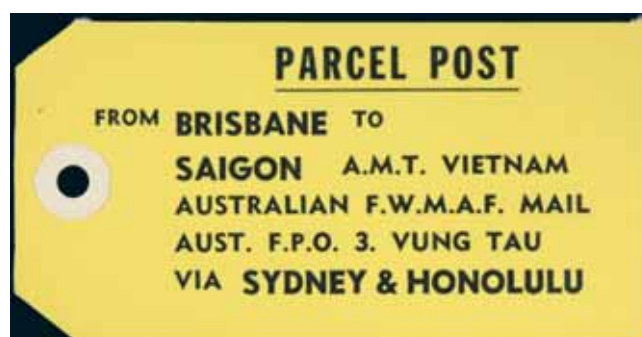 PARCEL POST
FROM BRISBANE TO
SAIGON A.M.T. VIETNAM
AUSTRALIAN F.W.M.A.F. MAIL
AUST. F.P.O. 3. VUNG TAU
VIA SYDNEY & HONOLULU